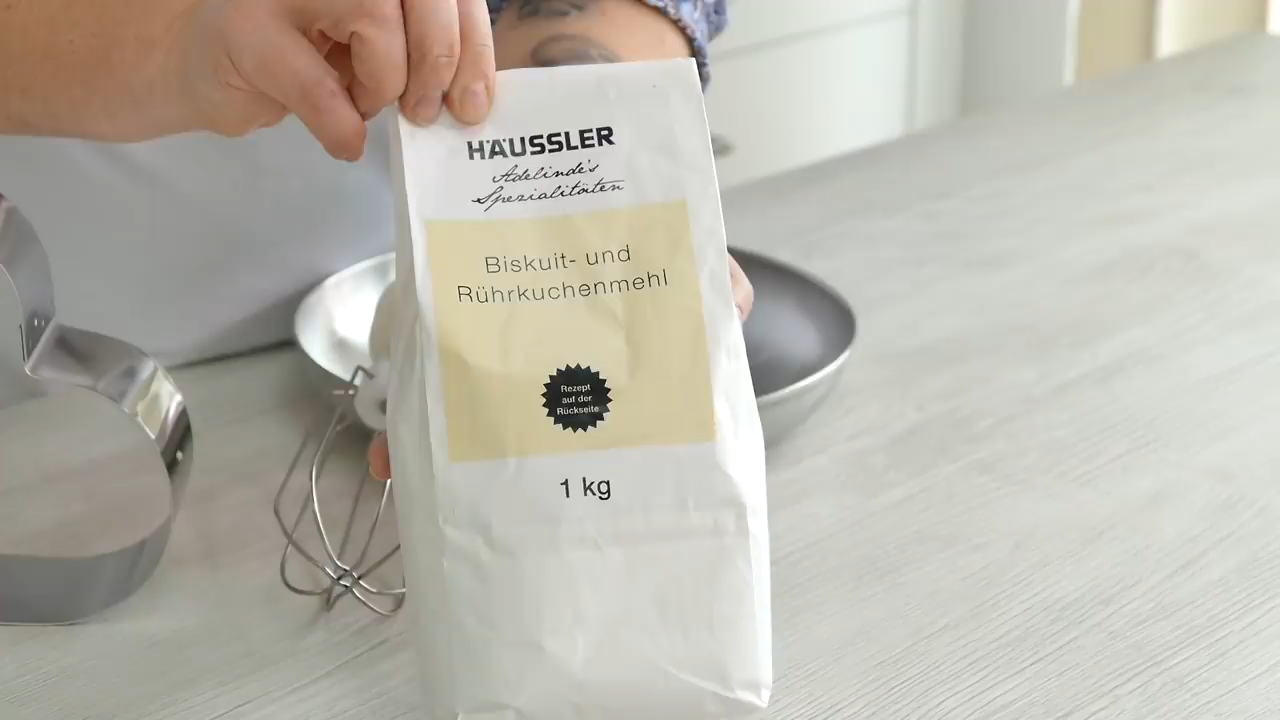 HÄUSSLER
Adelinde's
Spezialitäten
Biskuit- und
Rührkuchenmehl
Rezept
auf der
Rückseite
1 kg